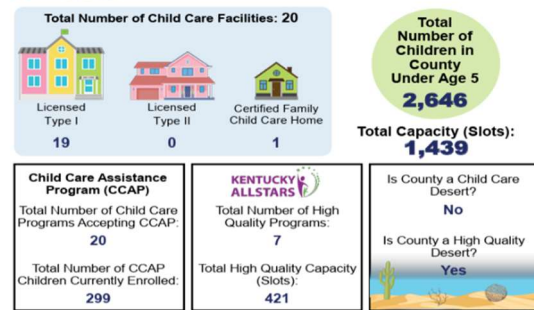 Total Number of Child Care Facilities: 20
Licensed
Type I
19
Licensed
Type II
0
Certified Family
Child Care Home
1
Total
Number of
Children in
County
Under Age 5
2,646
Total Capacity (Slots):
1,439
Child Care Assistance
Program (CCAP)
Total Number of Child Care
Programs Accepting CCAP:
20
Total Number of CCAP
Children Currently Enrolled:
299
KENTUCKY
ALLSTARS
Total Number of High
Quality Programs:
7
Total High Quality Capacity
(Slots):
421
Is County a Child Care
Desert?
No
Is County a High Quality
Desert?
Yes